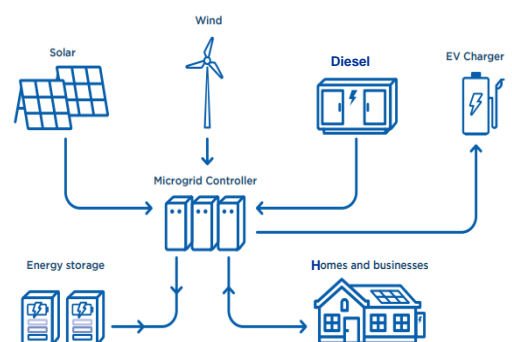 Wind
Solar
Diesel
EV Charger
Microgrid Controller
Energy storage
Homes and businesses